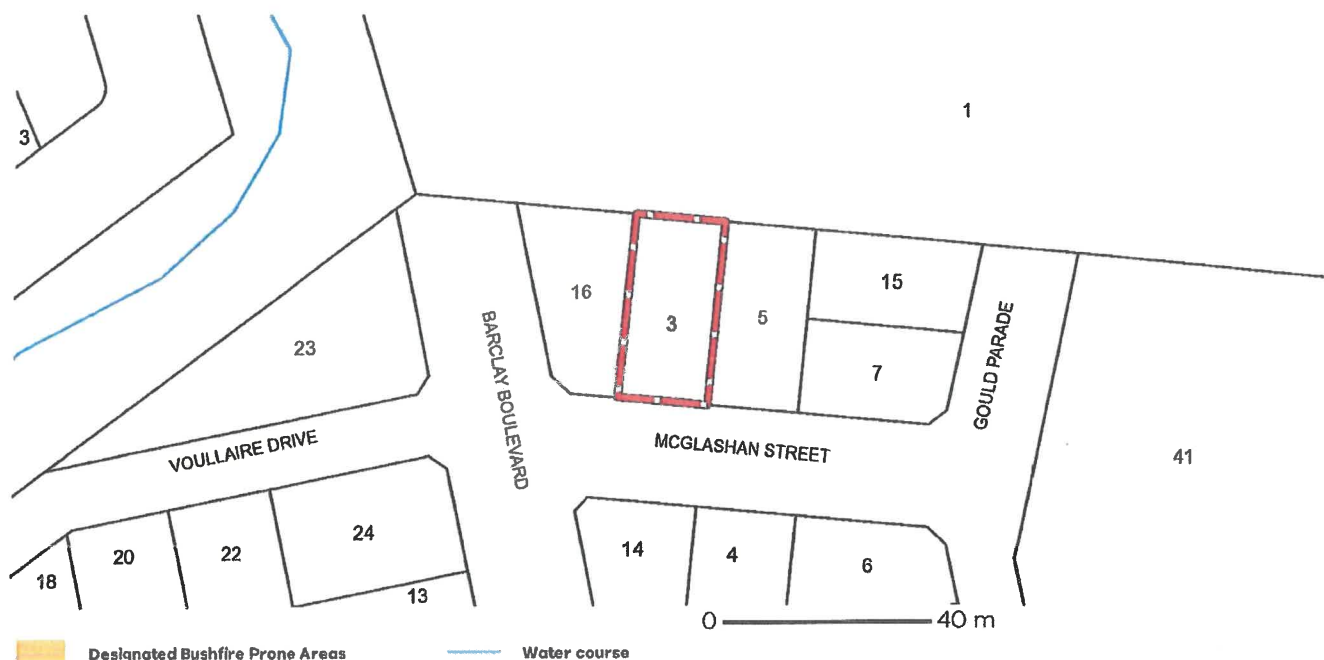 1
3
16
3
5
15
7
23
BARCLAY BOULEVARD
GOULD PARADE
VOULLAIRE DRIVE
MCGLASHAN STREET
41
18
20
22
24
13
14
4
6
0 40 m
Designated Bushfire Prone Areas Water course